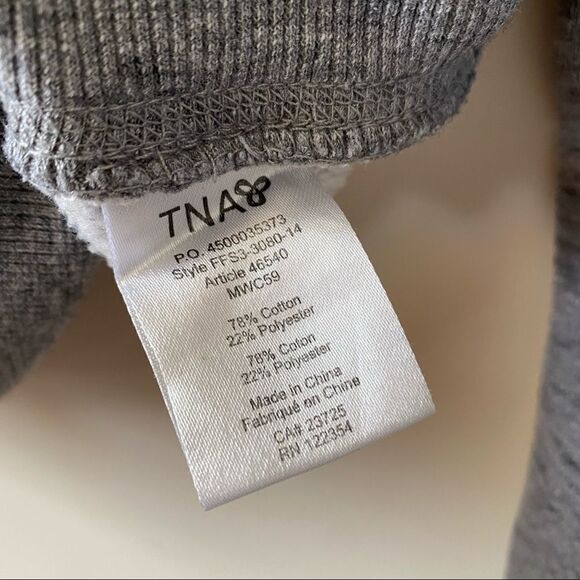 TNA
P.O. 4500035373
Style FFS3-3080-14
Article 46540
MWC59
78% Cotton
22% Polyester
78% Coton
22% Polyester
Made in China
Fabriqué en Chine
CA# 23725
RN 122354